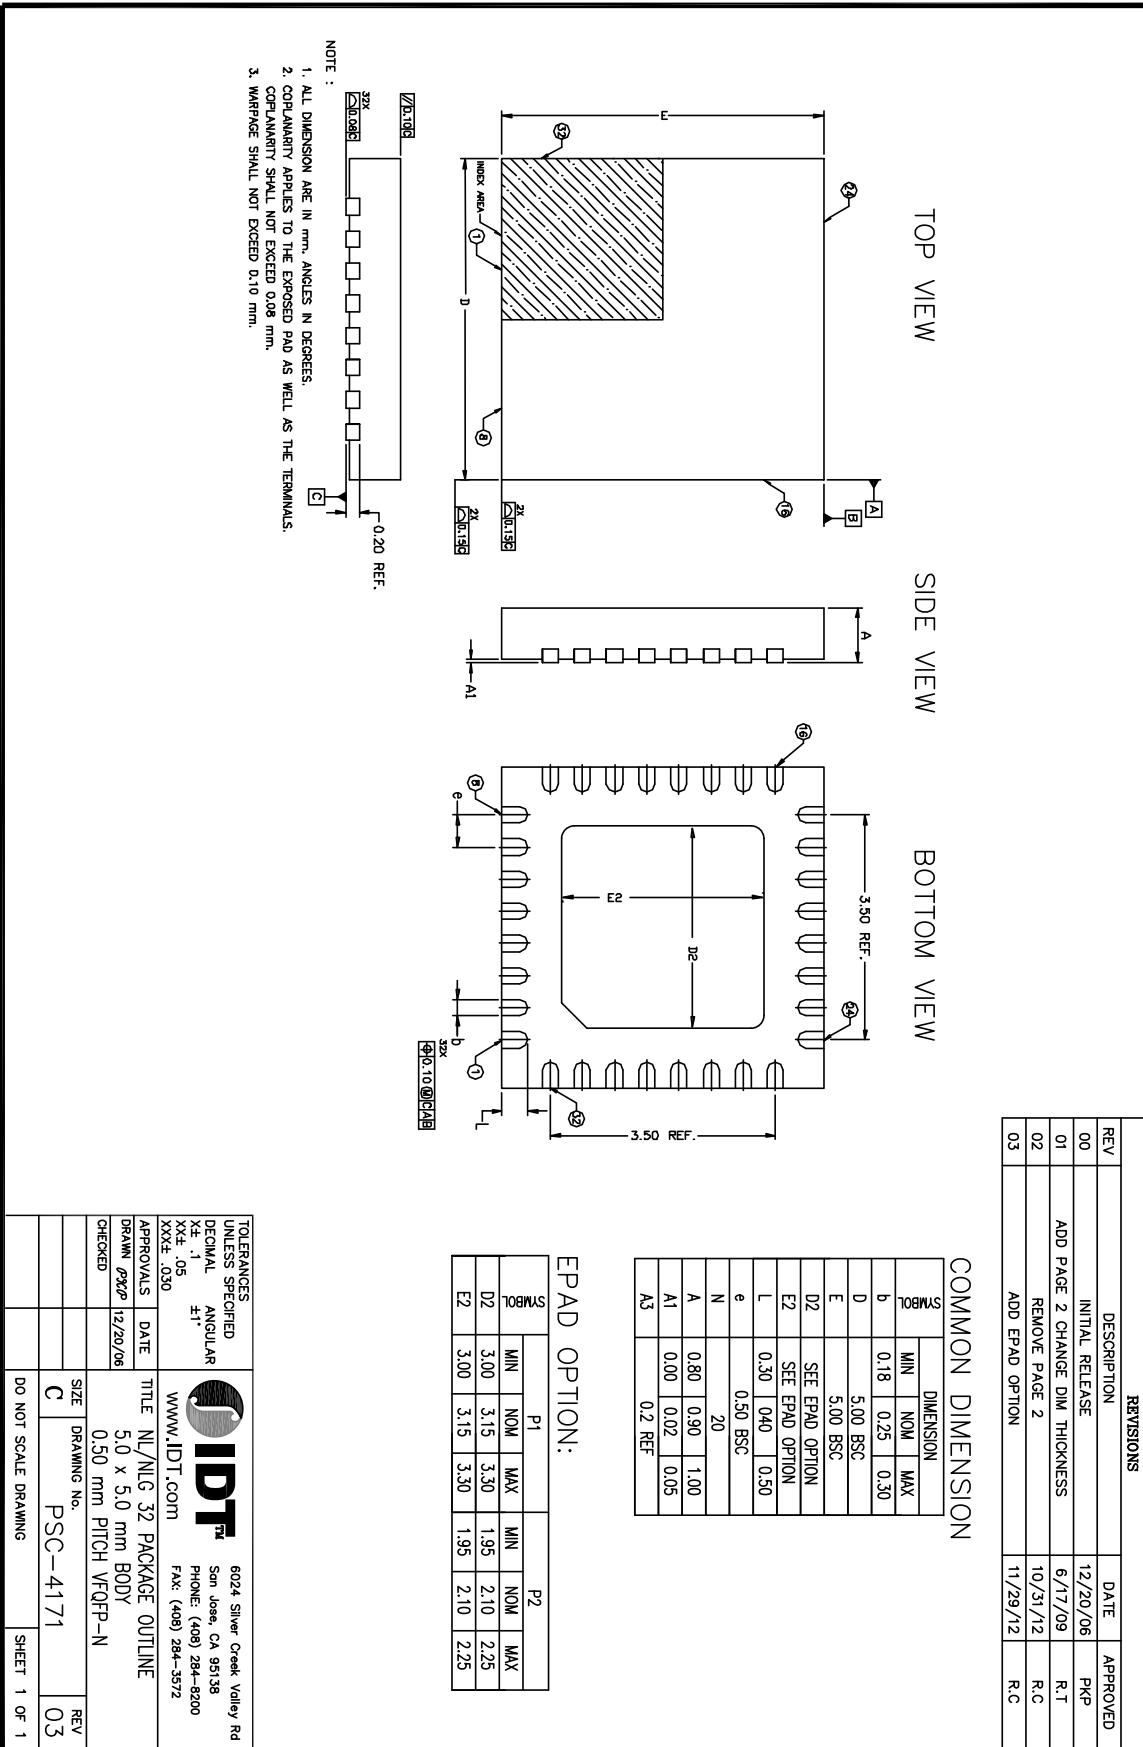 REVISIONS
REV DESCRIPTION DATE APPROVED
00 INITIAL RELEASE 12/20/06 PKP
01 ADD PAGE 2 CHANGE DIM THICKNESS 6/17/09 R.T
02 REMOVE PAGE 2 10/31/12 R.C
03 ADD EPAD OPTION 11/29/12 R.C
TOP VIEW
SIDE VIEW
BOTTOM VIEW
E
32
24
INDEX AREA
1
D
8
16
A
B
2X
0.15 C
2X
0.15 C
// 0.10 C
32X
0.08 C
C
0.20 REF.
A
A1
16
8
e
3.50 REF.
E2
D2
24
b
1
32X
0.10 M C A B
L
32
3.50 REF.
NOTE :
1. ALL DIMENSION ARE IN mm. ANGLES IN DEGREES.
2. COPLANARITY APPLIES TO THE EXPOSED PAD AS WELL AS THE TERMINALS.
COPLANARITY SHALL NOT EXCEED 0.08 mm.
3. WARPAGE SHALL NOT EXCEED 0.10 mm.
COMMON DIMENSION
SYMBOL DIMENSION
MIN NOM MAX
b 0.18 0.25 0.30
D 5.00 BSC
E 5.00 BSC
D2 SEE EPAD OPTION
E2 SEE EPAD OPTION
L 0.30 040 0.50
e 0.50 BSC
N 20
A 0.80 0.90 1.00
A1 0.00 0.02 0.05
A3 0.2 REF
EPAD OPTION:
SYMBOL P1 P2
MIN NOM MAX MIN NOM MAX
D2 3.00 3.15 3.30 1.95 2.10 2.25
E2 3.00 3.15 3.30 1.95 2.10 2.25
TOLERANCES
UNLESS SPECIFIED
DECIMAL ANGULAR
X± .1 ±1°
XX± .05
XXX± .030
APPROVALS DATE
DRAWN PKP 12/20/06
CHECKED
IDT™
www.IDT.com
6024 Silver Creek Valley Rd
San Jose, CA 95138
PHONE: (408) 284-8200
FAX: (408) 284-3572
TITLE NL/NLG 32 PACKAGE OUTLINE
5.0 x 5.0 mm BODY
0.50 mm PITCH VFQFP-N
SIZE DRAWING No. REV
C PSC-4171 03
DO NOT SCALE DRAWING SHEET 1 OF 1